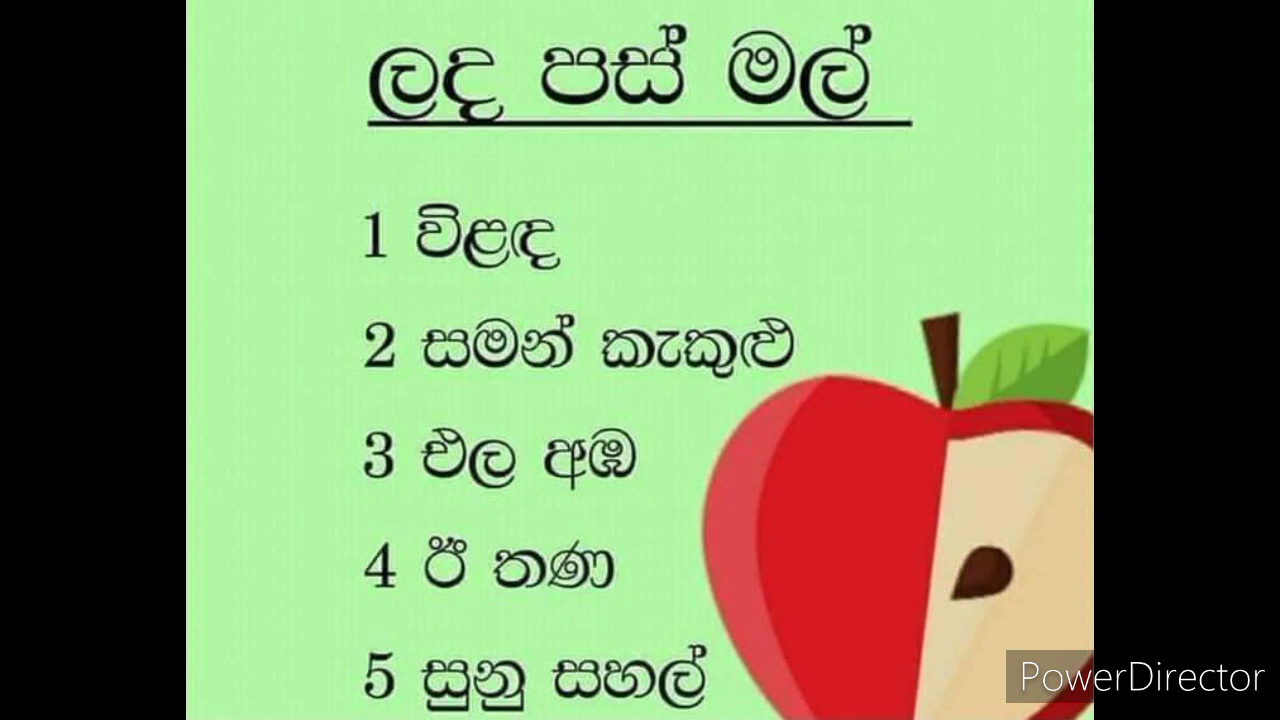 ලද පස් මල්
1 විළඳ
2 සමන් කැකුළු
3 එල අඹ
4 ඊ තණ
5 සුනු සහල්
PowerDirector